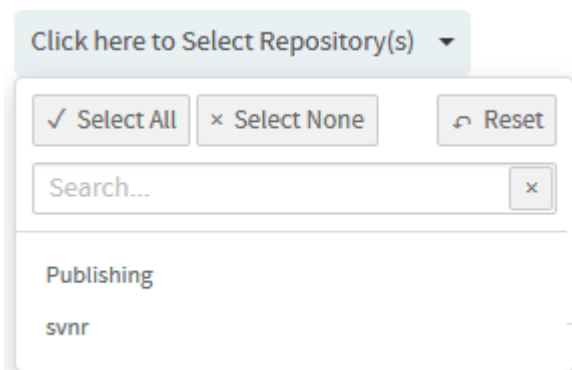 Click here to Select Repository(s)
✓ Select All × Select None Reset
Search... ×
Publishing
svnr